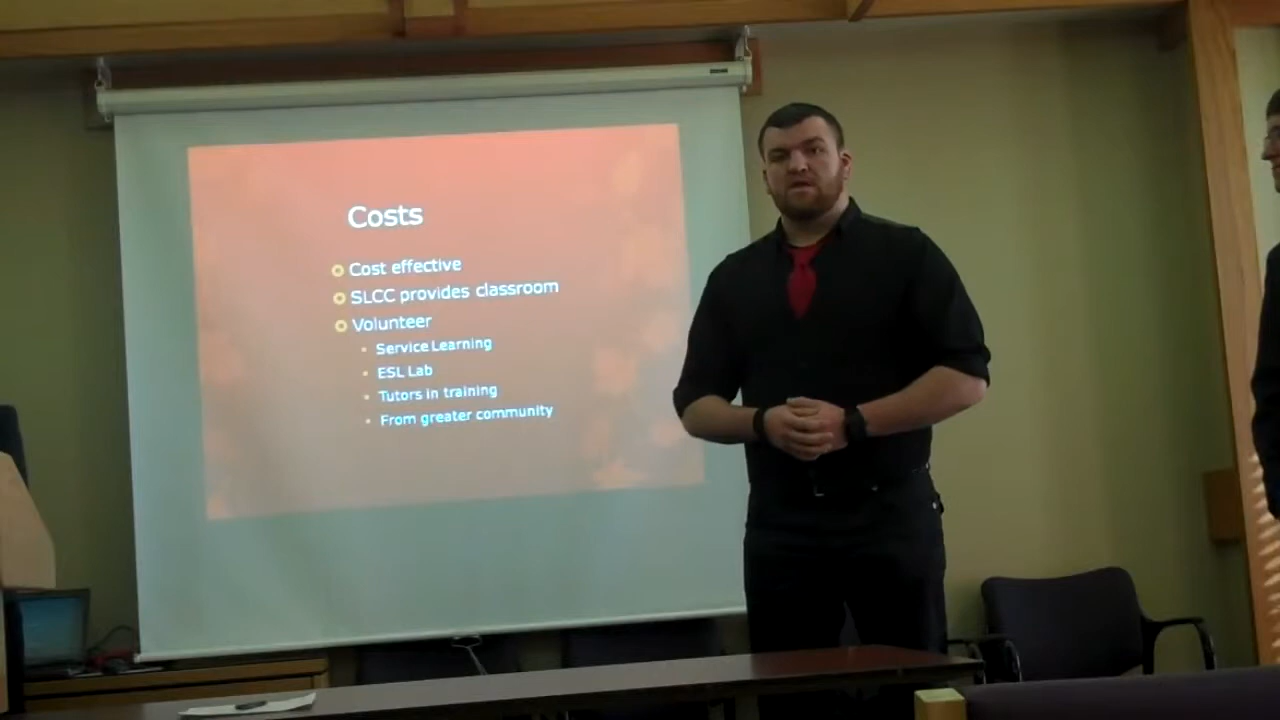 Costs
Cost effective
SLCC provides classroom
Volunteer
Service Learning
ESL Lab
Tutors in training
From greater community